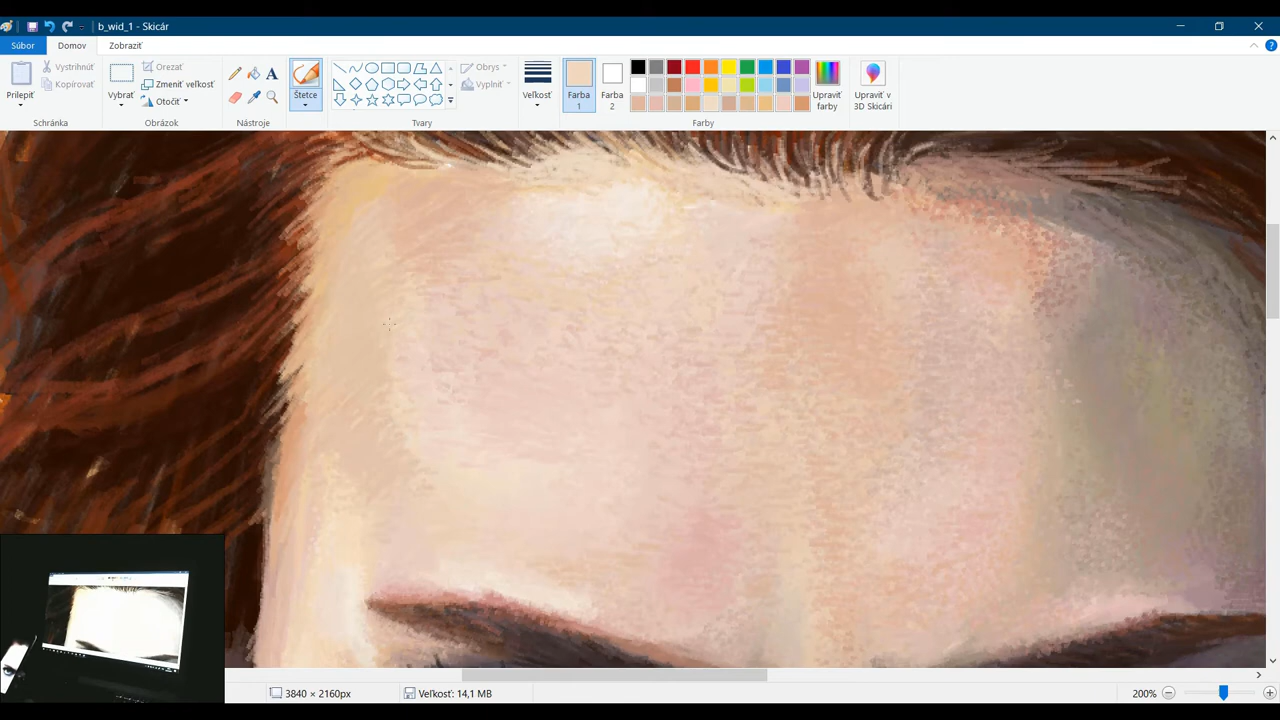 b_wid_1 - Skicár
Súbor Domov Zobraziť
Prilepiť
Vystrihnúť
Kopírovať
Schránka
Vybrať
Orezať
Zmeniť veľkosť
Otočiť
Obrázok
A
Nástroje
Štetce
Obrys
Vyplniť
Tvary
Veľkosť
Farba
1
Farba
2
Upraviť
farby
Farby
Upraviť v
3D Skicári
3840 × 2160px
Veľkosť: 14,1 MB
200%